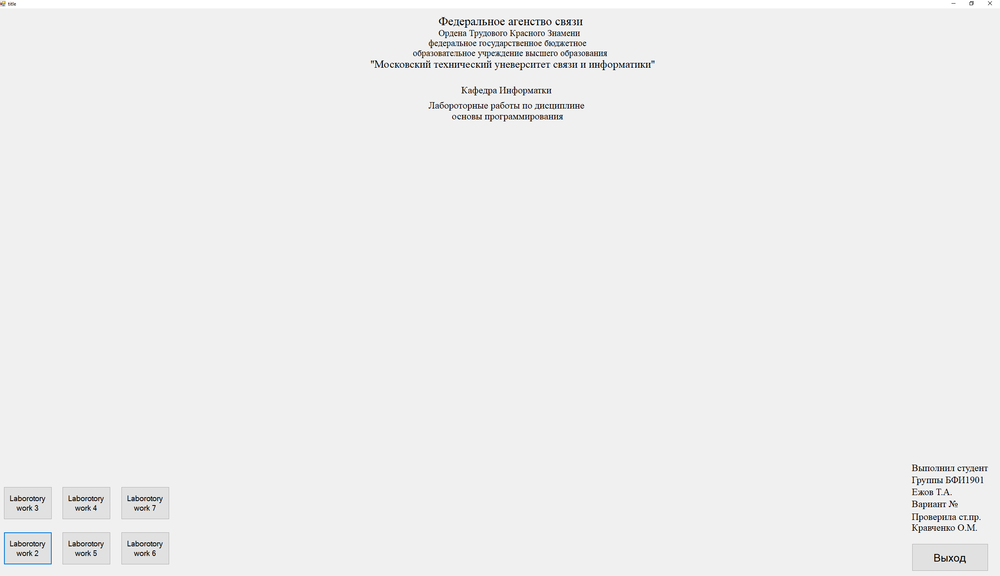 title
Федеральное агенство связи
Ордена Трудового Красного Знамени
федеральное государственное бюджетное
образовательное учреждение высшего образования
"Московский технический уневерситет связи и информатики"
Кафедра Информатки
Лабороторные работы по дисциплине
основы программирования
Выполнил студент
Группы БФИ1901
Ежов Т.А.
Вариант №
Проверила ст.пр.
Кравченко О.М.
Laborotory
work 3
Laborotory
work 4
Laborotory
work 7
Laborotory
work 2
Laborotory
work 5
Laborotory
work 6
Выход